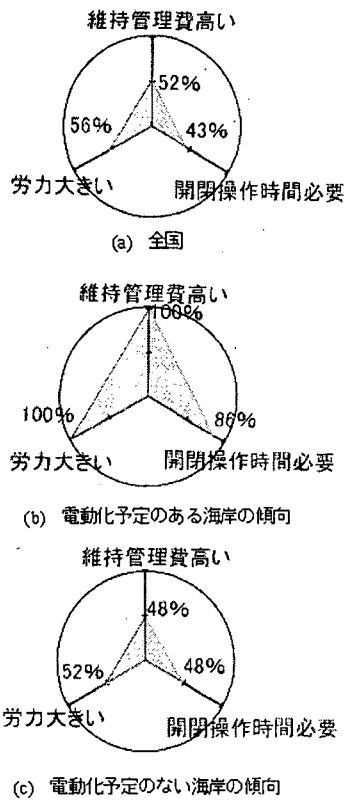 維持管理費高い
52%
56%
43%
労力大きい
開閉操作時間必要
(a) 全国
維持管理費高い
100%
100%
86%
労力大きい
開閉操作時間必要
(b) 電動化予定のある海岸の傾向
維持管理費高い
48%
52%
48%
労力大きい
開閉操作時間必要
(c) 電動化予定のない海岸の傾向